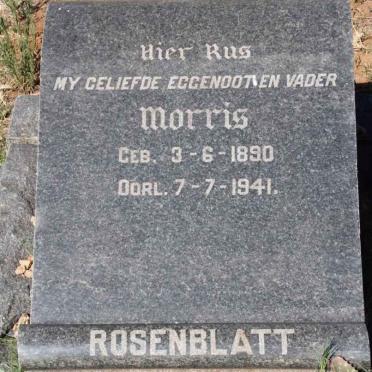 Hier Rus
MY GELIEFDE EGGENOOT EN VADER
Morris
GEB. 3-6-1890
OORL. 7-7-1941.
ROSENBLATT